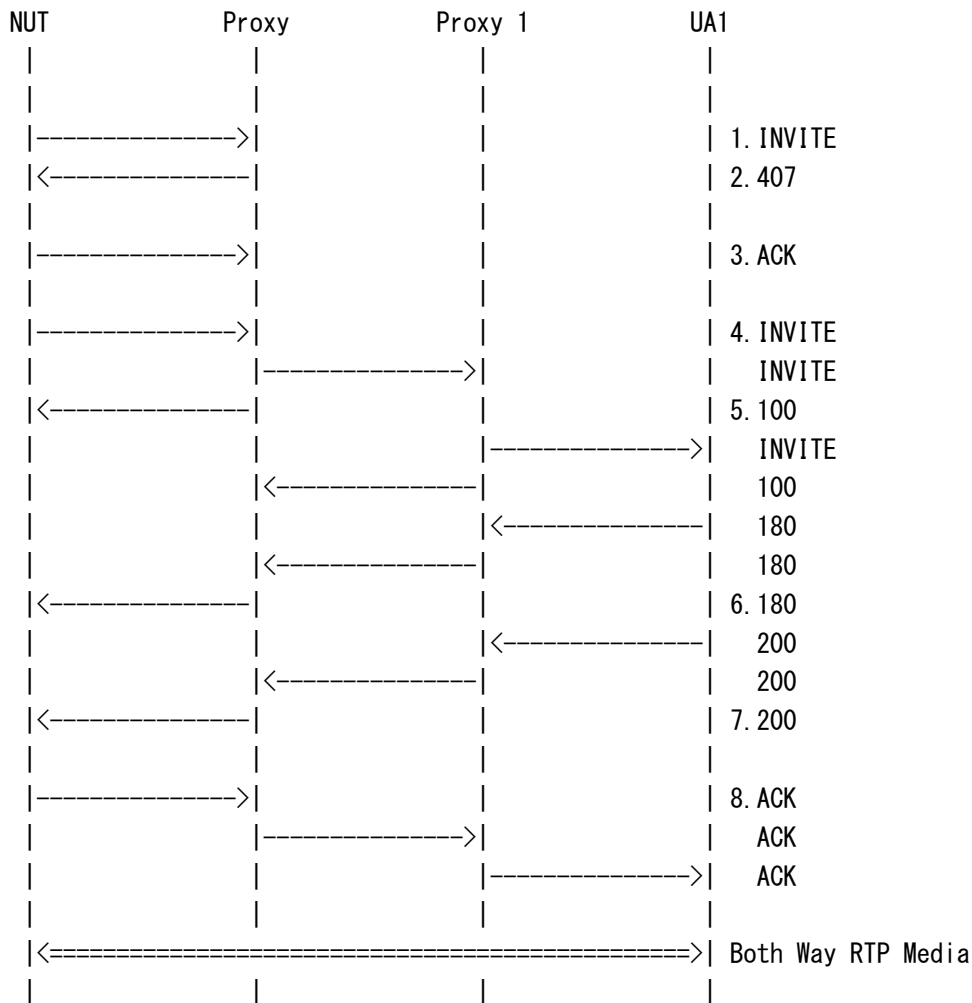 NUT Proxy Proxy 1 UA1
1. INVITE
2. 407
3. ACK
4. INVITE
INVITE
5. 100
INVITE
100
180
180
6. 180
200
200
7. 200
8. ACK
ACK
ACK
Both Way RTP Media